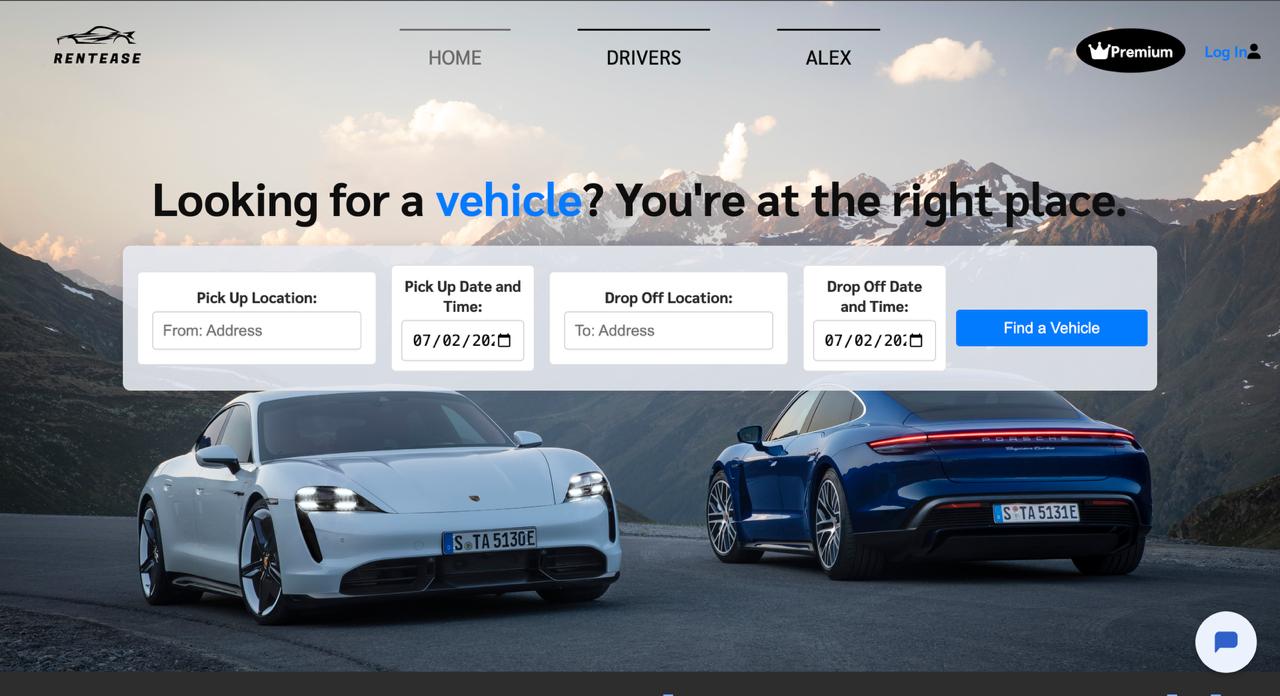 RENTEASE
HOME
DRIVERS
ALEX
Premium
Log In
Looking for a vehicle? You're at the right place.
Pick Up Location:
From: Address
Pick Up Date and
Time:
07/02/202
Drop Off Location:
To: Address
Drop Off Date
and Time:
07/02/202
Find a Vehicle
PORSCHE
Taycan Turbo
S TA 5130E
S TA 5131E